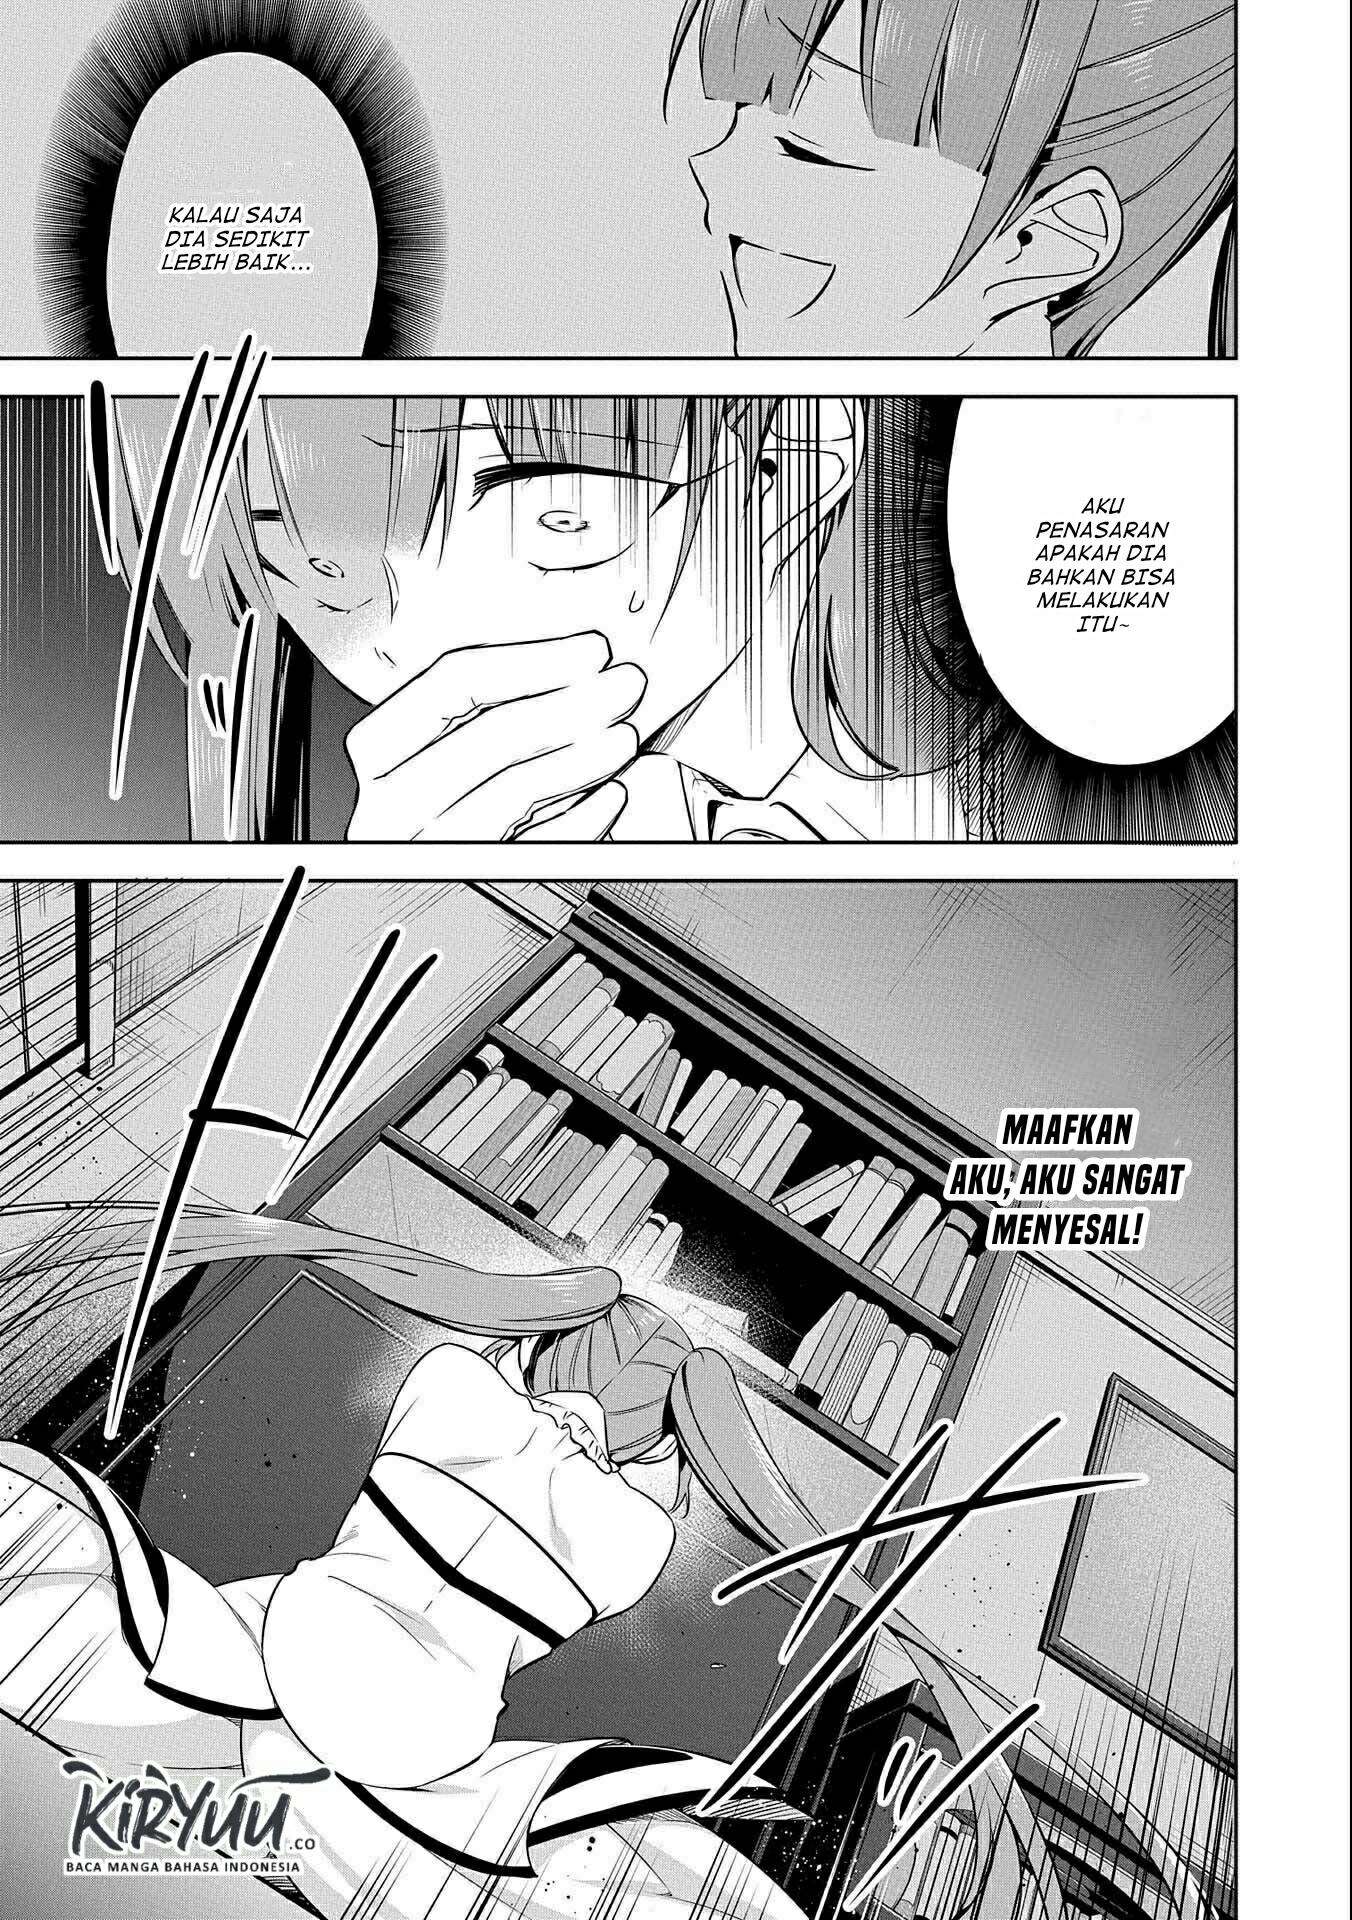 KALAU SAJA
DIA SEDIKIT
LEBIH BAIK...
AKU
PENASARAN
APAKAH DIA
BAHKAN BISA
MELAKUKAN
ITU~
MAAFKAN
AKU, AKU SANGAT
MENYESAL!
KIRYUU.CO
BACA MANGA BAHASA INDONESIA